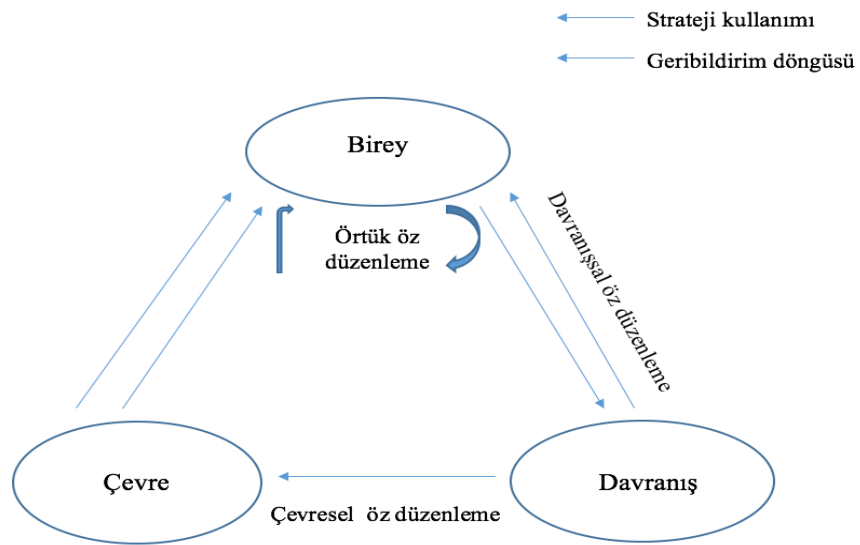 Strateji kullanımı
Geribildirim döngüsü
Birey
Örtük öz
düzenleme
Davranışsal öz düzenleme
Çevre
Davranış
Çevresel öz düzenleme